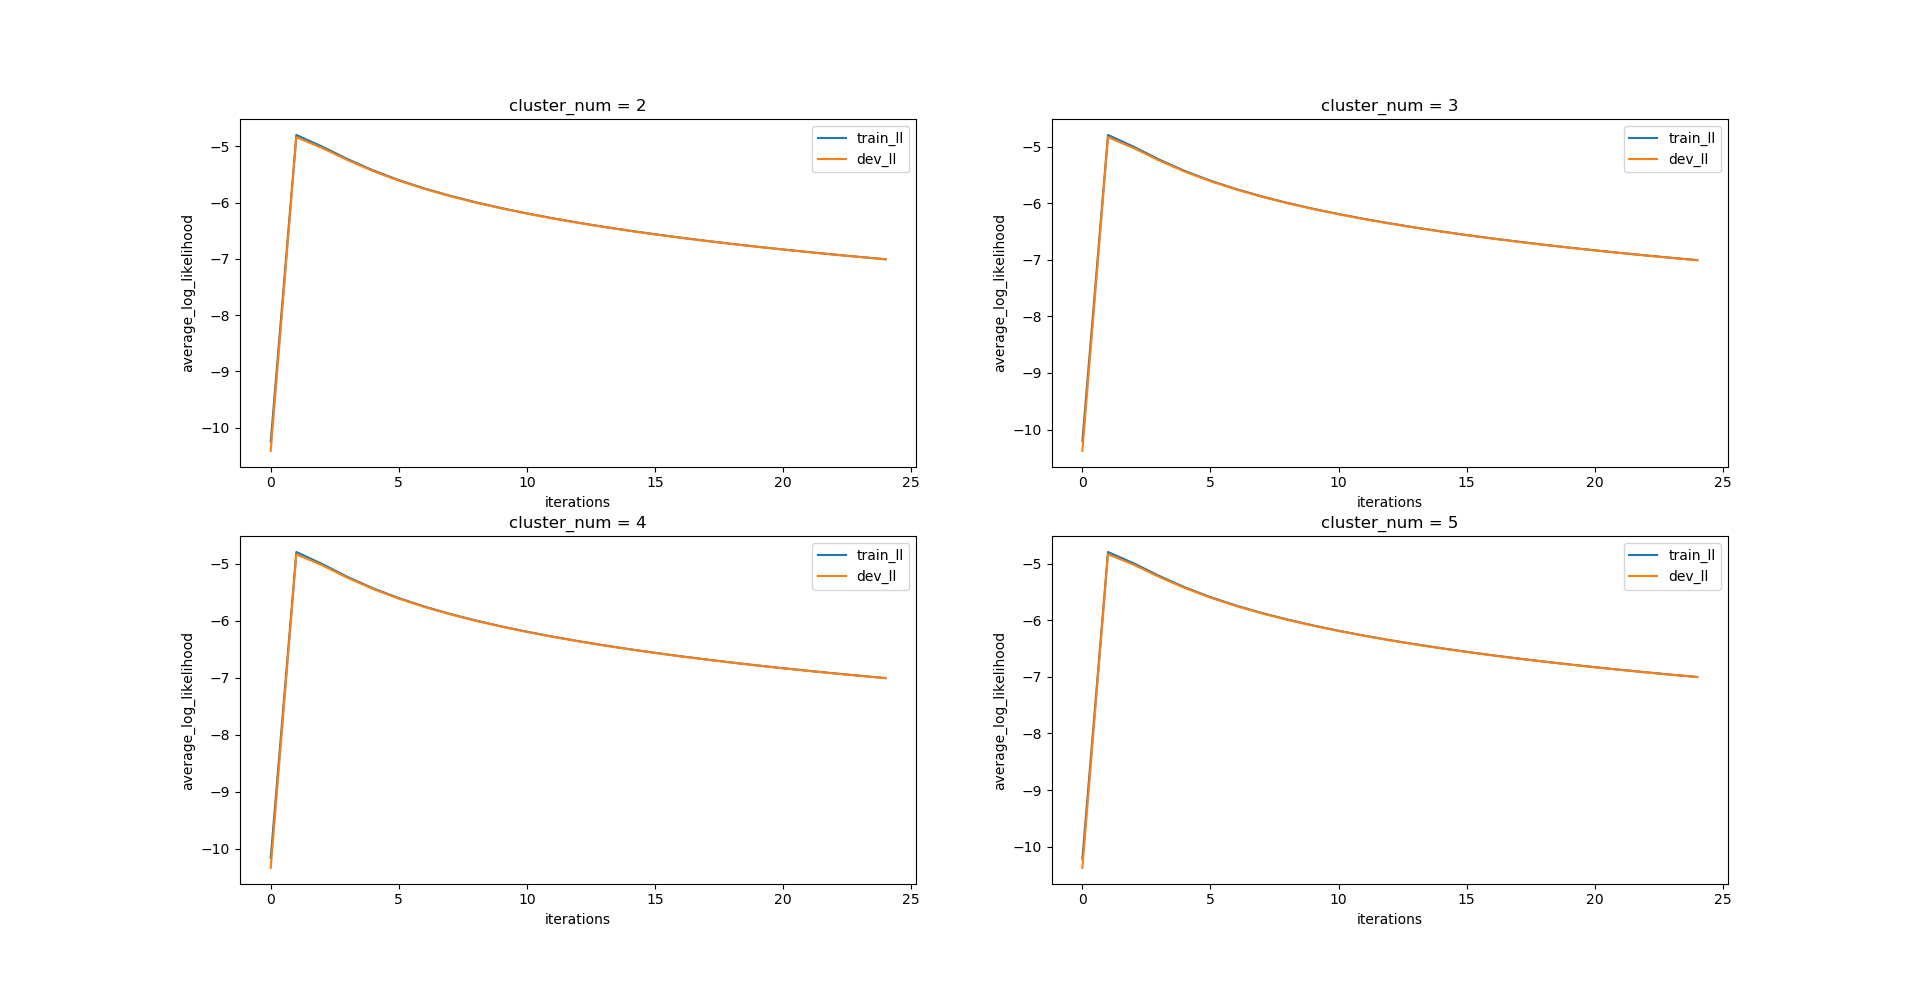 cluster_num = 2
average_log_likelihood
−5
−6
−7
−8
−9
−10
train_ll
dev_ll
0 5 10 15 20 25
iterations
cluster_num = 3
average_log_likelihood
−5
−6
−7
−8
−9
−10
train_ll
dev_ll
0 5 10 15 20 25
iterations
cluster_num = 4
average_log_likelihood
−5
−6
−7
−8
−9
−10
train_ll
dev_ll
0 5 10 15 20 25
iterations
cluster_num = 5
average_log_likelihood
−5
−6
−7
−8
−9
−10
train_ll
dev_ll
0 5 10 15 20 25
iterations